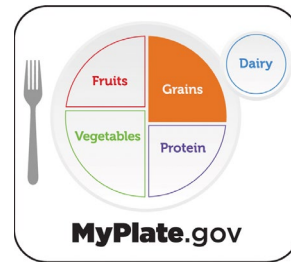 Fruits
Grains
Dairy
Vegetables
Protein
MyPlate.gov